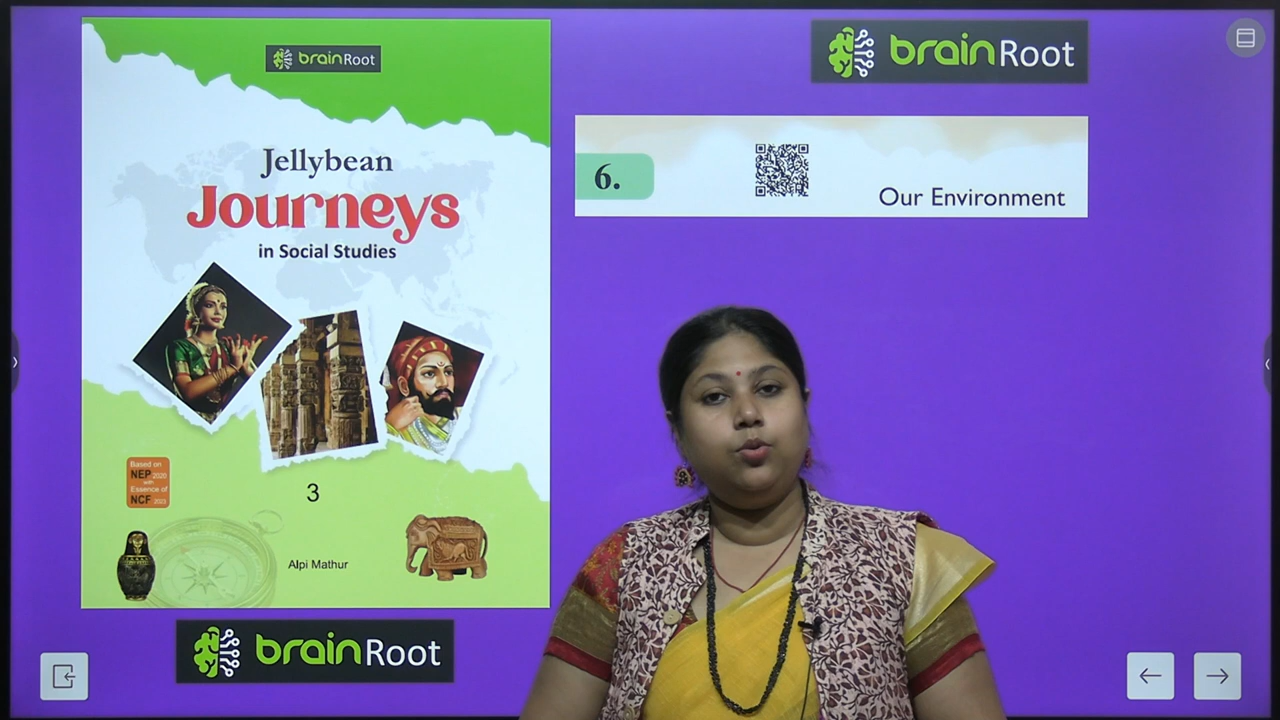 brainRoot
Jellybean
Journeys
in Social Studies
Based on
NEP 2020
with
Essence of
NCF 2023
3
Alpi Mathur
brainRoot
brainRoot
6.
Our Environment